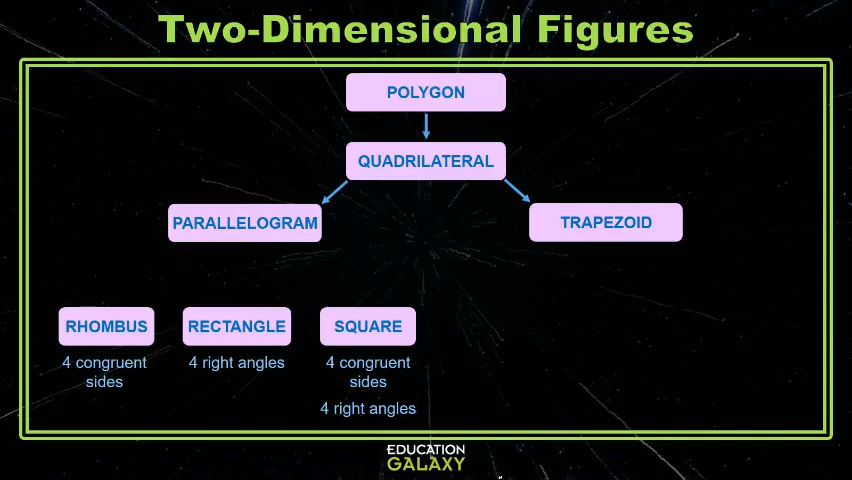 Two-Dimensional Figures
POLYGON
QUADRILATERAL
PARALLELOGRAM
TRAPEZOID
RHOMBUS
RECTANGLE
SQUARE
4 congruent
sides
4 right angles
4 congruent
sides
4 right angles
EDUCATION
GALAXY